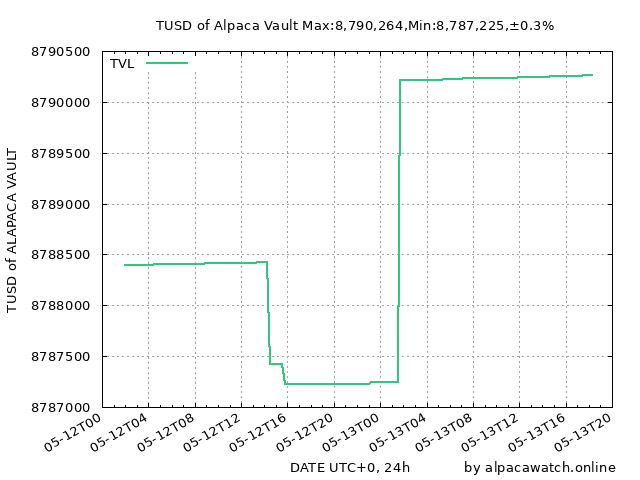 TUSD of Alpaca Vault Max:8,790,264,Min:8,787,225,±0.3%
TVL
8790500
8790000
8789500
8789000
8788500
8788000
8787500
8787000
TUSD of ALAPACA VAULT
05-12T00
05-12T04
05-12T08
05-12T12
05-12T16
05-12T20
05-13T00
05-13T04
05-13T08
05-13T12
05-13T16
05-13T20
DATE UTC+0, 24h
by alpacawatch.online